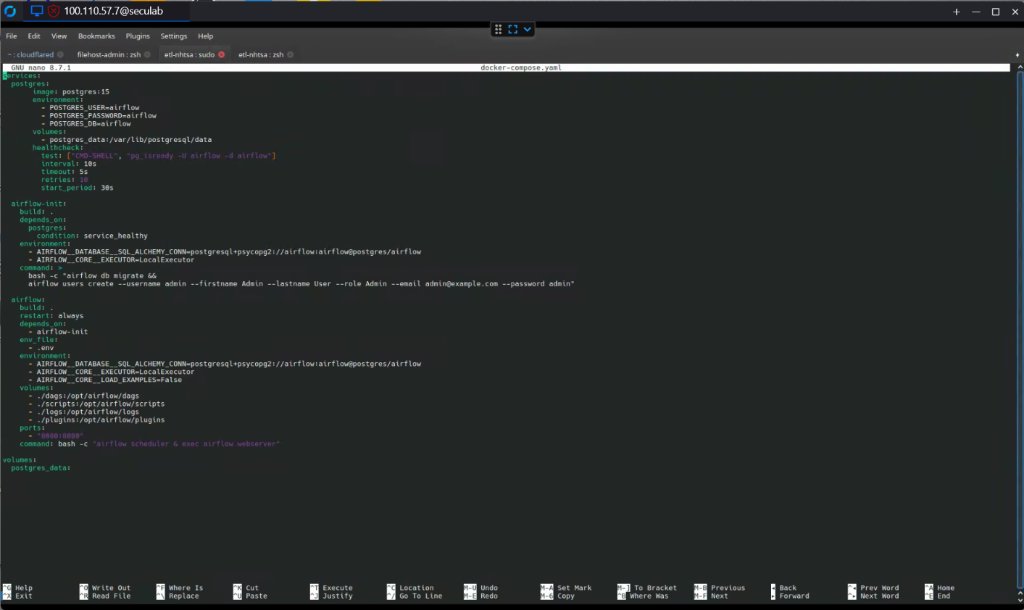 100.110.57.7@seculab
File Edit View Bookmarks Plugins Settings Help
~ : cloudflared filehost-admin : zsh etl-nhtsa : sudo etl-nhtsa : zsh
GNU nano 8.7.1 docker-compose.yaml
services:
  postgres:
    image: postgres:15
    environment:
      - POSTGRES_USER=airflow
      - POSTGRES_PASSWORD=airflow
      - POSTGRES_DB=airflow
    volumes:
      - postgres_data:/var/lib/postgresql/data
    healthcheck:
      test: ["CMD-SHELL", "pg_isready -U airflow -d airflow"]
      interval: 10s
      timeout: 5s
      retries: 10
      start_period: 30s
  airflow-init:
    build: .
    depends_on:
      postgres:
        condition: service_healthy
    environment:
      - AIRFLOW__DATABASE__SQL_ALCHEMY_CONN=postgresql+psycopg2://airflow:airflow@postgres/airflow
      - AIRFLOW__CORE__EXECUTOR=LocalExecutor
    command: >
      bash -c "airflow db migrate &&
      airflow users create --username admin --firstname Admin --lastname User --role Admin --email admin@example.com --password admin"
  airflow:
    build: .
    restart: always
    depends_on:
      - airflow-init
    env_file:
      - .env
    environment:
      - AIRFLOW__DATABASE__SQL_ALCHEMY_CONN=postgresql+psycopg2://airflow:airflow@postgres/airflow
      - AIRFLOW__CORE__EXECUTOR=LocalExecutor
      - AIRFLOW__CORE__LOAD_EXAMPLES=False
    volumes:
      - ./dags:/opt/airflow/dags
      - ./scripts:/opt/airflow/scripts
      - ./logs:/opt/airflow/logs
      - ./plugins:/opt/airflow/plugins
    ports:
      - "8080:8080"
    command: bash -c "airflow scheduler & exec airflow webserver"
volumes:
  postgres_data:
^G Help ^O Write Out ^F Where Is ^K Cut ^T Execute ^C Location M-U Undo M-A Set Mark M-] To Bracket M-B Previous Back Prev Word ^A Home
^X Exit ^R Read File ^\ Replace ^U Paste ^J Justify ^/ Go To Line M-E Redo M-6 Copy ^B Where Was M-F Next Forward Next Word ^E End